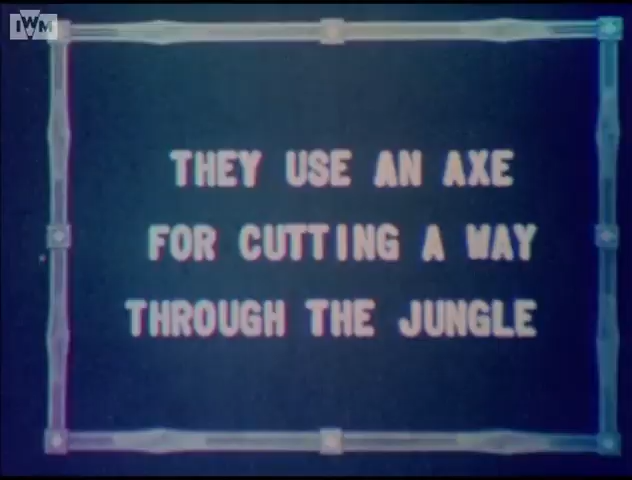 IWM
THEY USE AN AXE
FOR CUTTING A WAY
THROUGH THE JUNGLE